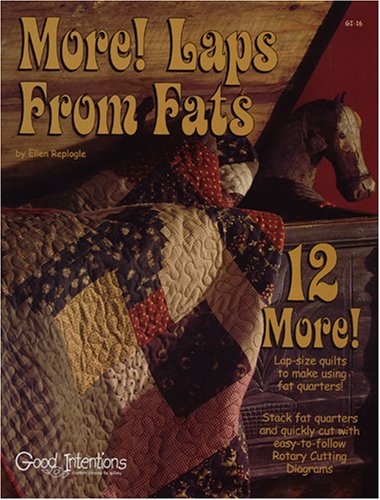 GI-16
More! Laps
From Fats
by Ellen Replogle
12
More!
Lap-size quilts
to make using
fat quarters!
Stack fat quarters
and quickly cut with
easy-to-follow
Rotary Cutting
Diagrams
Good Intentions